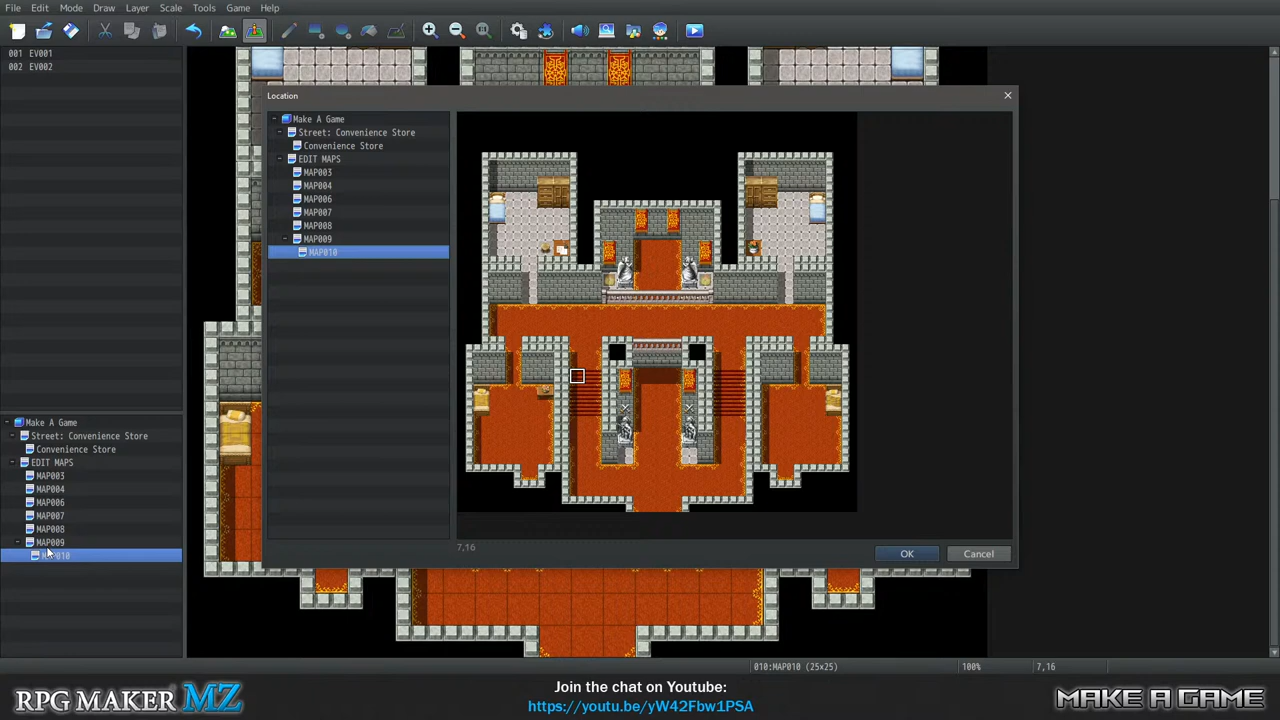 File Edit Mode Draw Layer Scale Tools Game Help
001 EV001
002 EV002
Location
Make A Game
Street: Convenience Store
Convenience Store
EDIT MAPS
MAP003
MAP004
MAP006
MAP007
MAP008
MAP009
MAP010
7,16
OK Cancel
Make A Game
Street: Convenience Store
Convenience Store
EDIT MAPS
MAP003
MAP004
MAP006
MAP007
MAP008
MAP009
MAP010
010:MAP010 (25x25) 100% 7,16
RPG MAKER MZ
Join the chat on Youtube:
https://youtu.be/yW42Fbw1PSA
MAKE A GAME